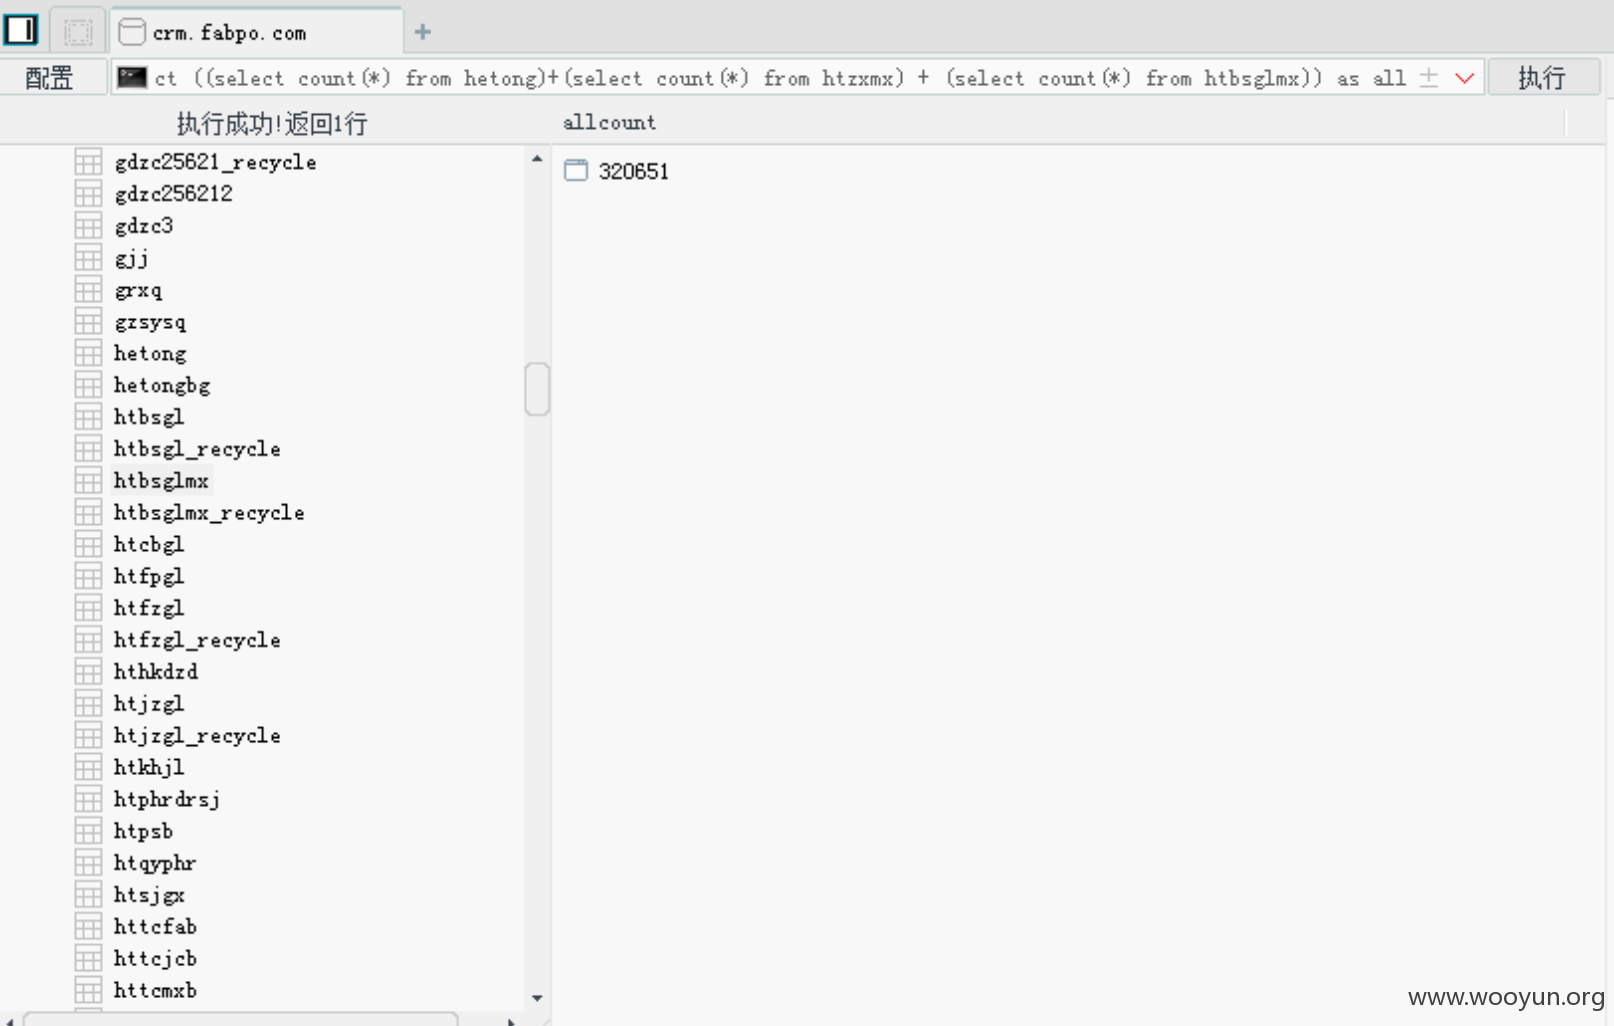 crm.fabpo.com
配置
ct ((select count(*) from hetong)+(select count(*) from htzxmx) + (select count(*) from htbsglmx)) as all
执行
执行成功!返回1行
allcount
gdzc25621_recycle
320651
gdzc256212
gdzc3
gjj
grxq
gzsysq
hetong
hetongbg
htbsgl
htbsgl_recycle
htbsglmx
htbsglmx_recycle
htcbgl
htfpgl
htfzgl
htfzgl_recycle
hthkdzd
htjzgl
htjzgl_recycle
htkhjl
htphrdrsj
htpsb
htqyphr
htsjgx
httcfab
httcjcb
httcmxb
www.wooyun.org